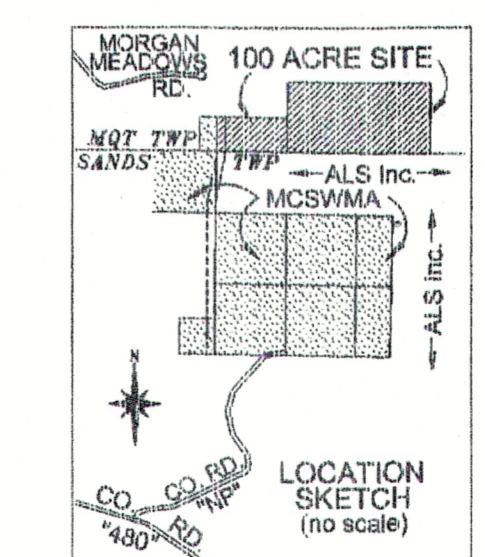 MORGAN
MEADOWS
RD.
100 ACRE SITE
MQT TWP
SANDS TWP
ALS Inc.
MCSWMA
ALS Inc.
N
CO. RD.
"NP"
CO. RD
"480"
LOCATION
SKETCH
(no scale)